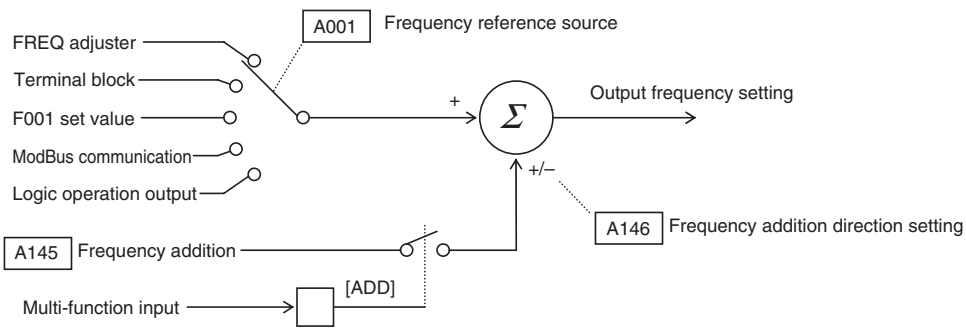 A001 Frequency reference source
FREQ adjuster
Terminal block
F001 set value
ModBus communication
Logic operation output
+
Σ
Output frequency setting
+/−
A146 Frequency addition direction setting
A145 Frequency addition
[ADD]
Multi-function input